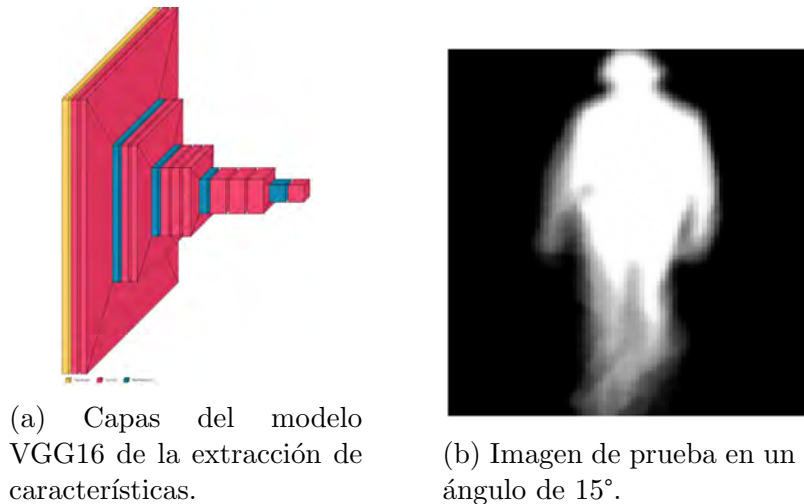 (a) Capas del modelo
VGG16 de la extracción de
características.
(b) Imagen de prueba en un
ángulo de 15°.